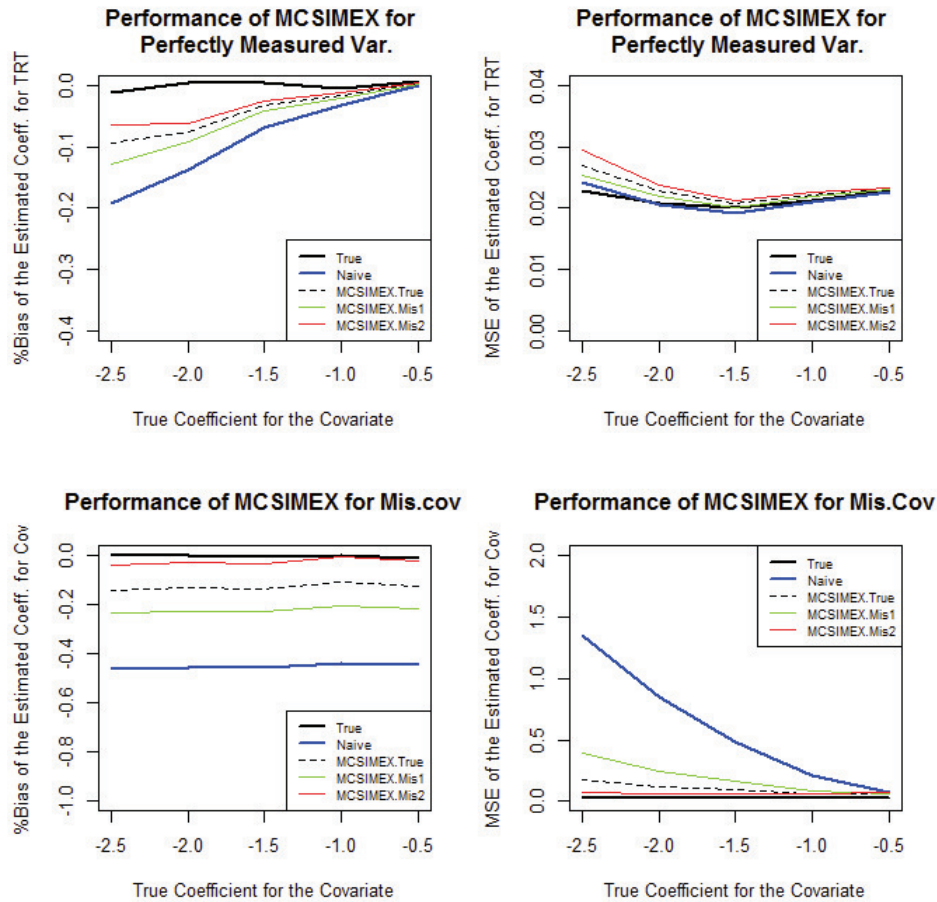 Performance of MCSIMEX for
Perfectly Measured Var.
%Bias of the Estimated Coeff. for TRT
0.0
-0.1
-0.2
-0.3
-0.4
True
Naive
MCSIMEX.True
MCSIMEX.Mis1
MCSIMEX.Mis2
-2.5 -2.0 -1.5 -1.0 -0.5
True Coefficient for the Covariate
Performance of MCSIMEX for
Perfectly Measured Var.
MSE of the Estimated Coeff. for TRT
0.04
0.03
0.02
0.01
0.00
True
Naive
MCSIMEX.True
MCSIMEX.Mis1
MCSIMEX.Mis2
-2.5 -2.0 -1.5 -1.0 -0.5
True Coefficient for the Covariate
Performance of MCSIMEX for Mis.cov
%Bias of the Estimated Coeff. for Cov
0.0
-0.2
-0.4
-0.6
-0.8
-1.0
True
Naive
MCSIMEX.True
MCSIMEX.Mis1
MCSIMEX.Mis2
-2.5 -2.0 -1.5 -1.0 -0.5
True Coefficient for the Covariate
Performance of MCSIMEX for Mis.Cov
MSE of the Estimated Coeff. for Cov
2.0
1.5
1.0
0.5
0.0
True
Naive
MCSIMEX.True
MCSIMEX.Mis1
MCSIMEX.Mis2
-2.5 -2.0 -1.5 -1.0 -0.5
True Coefficient for the Covariate